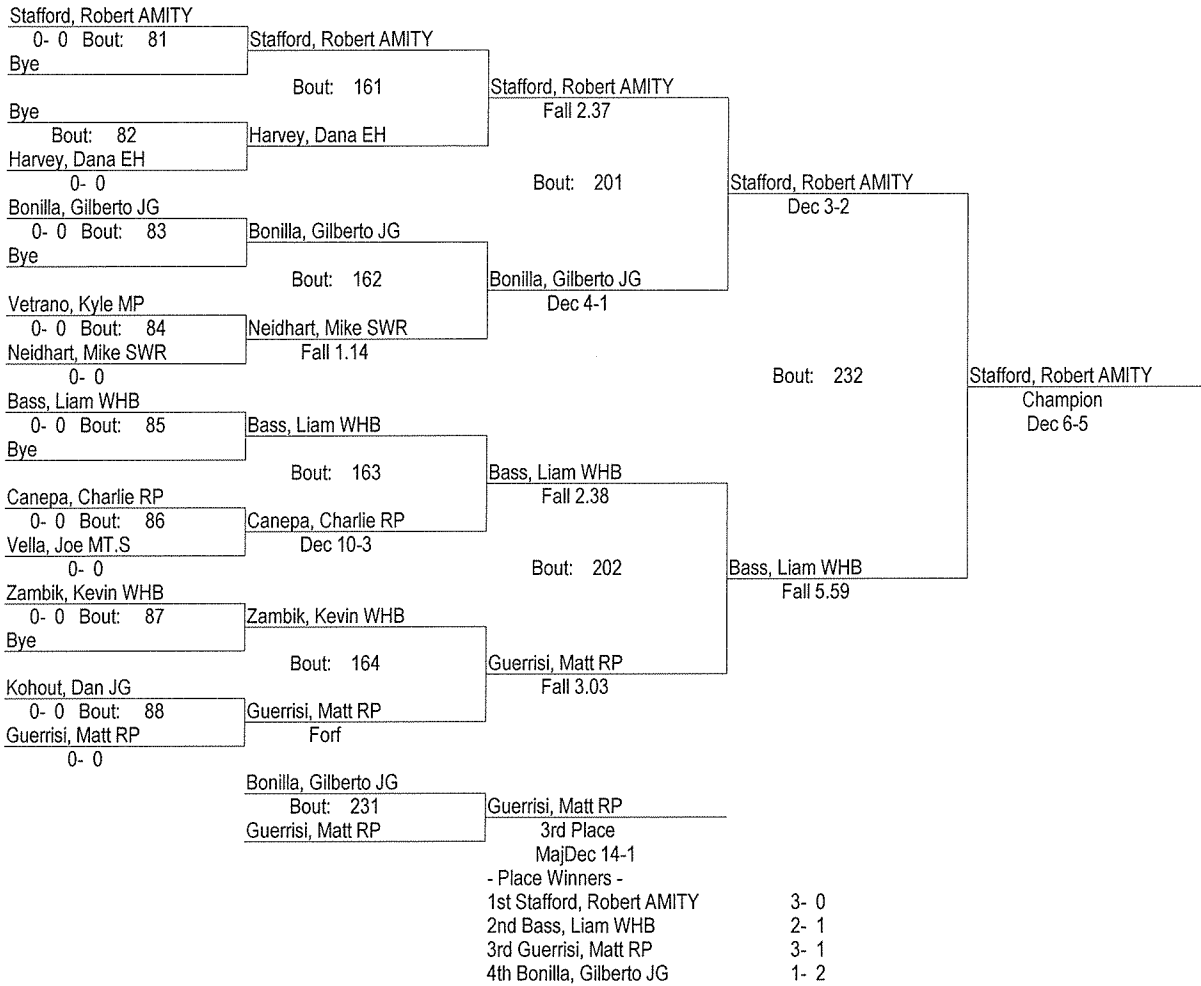 Stafford, Robert AMITY
0- 0 Bout: 81
Bye
Bye
Bout: 82
Harvey, Dana EH
0- 0
Bonilla, Gilberto JG
0- 0 Bout: 83
Bye
Vetrano, Kyle MP
0- 0 Bout: 84
Neidhart, Mike SWR
0- 0
Bass, Liam WHB
0- 0 Bout: 85
Bye
Canepa, Charlie RP
0- 0 Bout: 86
Vella, Joe MT.S
0- 0
Zambik, Kevin WHB
0- 0 Bout: 87
Bye
Kohout, Dan JG
0- 0 Bout: 88
Guerrisi, Matt RP
0- 0
Stafford, Robert AMITY
Bout: 161
Harvey, Dana EH
Bonilla, Gilberto JG
Bout: 162
Neidhart, Mike SWR
Fall 1.14
Bass, Liam WHB
Bout: 163
Canepa, Charlie RP
Dec 10-3
Zambik, Kevin WHB
Bout: 164
Guerrisi, Matt RP
Forf
Stafford, Robert AMITY
Fall 2.37
Bout: 201
Bonilla, Gilberto JG
Dec 4-1
Bass, Liam WHB
Fall 2.38
Bout: 202
Guerrisi, Matt RP
Fall 3.03
Stafford, Robert AMITY
Dec 3-2
Bout: 232
Bass, Liam WHB
Fall 5.59
Stafford, Robert AMITY
Champion
Dec 6-5
Bonilla, Gilberto JG
Bout: 231
Guerrisi, Matt RP
Guerrisi, Matt RP
3rd Place
MajDec 14-1
- Place Winners -
1st Stafford, Robert AMITY 3- 0
2nd Bass, Liam WHB 2- 1
3rd Guerrisi, Matt RP 3- 1
4th Bonilla, Gilberto JG 1- 2